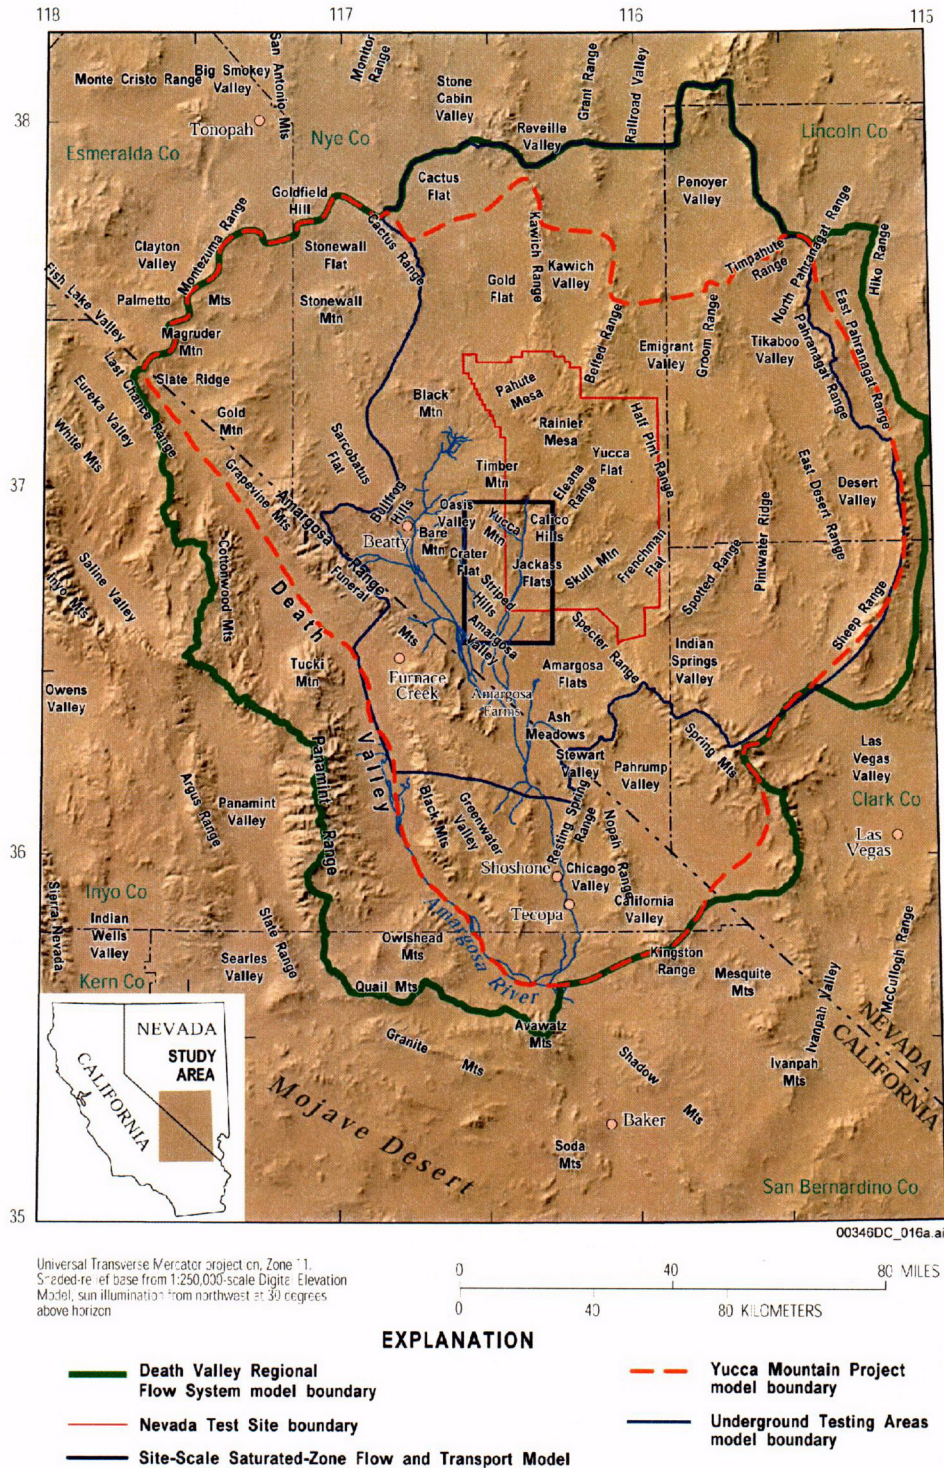 118
117
116
115
Monte Cristo Range
Big Smokey
Valley
San Antonio Mts
Monitor
Range
Stone
Cabin
Valley
Grant Range
Railroad Valley
Reveille
Valley
38
Tonopah
Nye Co
Lincoln Co
Esmeralda Co
Goldfield
Hill
Cactus
Flat
Penoyer
Valley
Clayton
Valley
Montezuma Range
Stonewall
Flat
Cactus Range
Kawich Range
Kawich
Valley
Gold
Flat
Timpahute
Range
North Pahranagat Range
Hiko Range
Fish Lake Valley
Palmetto
Mts
Stonewall
Mtn
Magruder
Mtn
Belted Range
Emigrant
Valley
Groom Range
Tikaboo
Valley
Pahranagat Range
East Pahranagat Range
Last Chance Range
Slate Ridge
Eureka Valley
White Mts
Gold
Mtn
Black
Mtn
Pahute
Mesa
Rainier
Mesa
Half Pint Range
Sarcobatus
Flat
Grapevine Mts
Timber
Mtn
Eleana
Range
Yucca
Flat
37
East Desert Range
Desert
Valley
Bullfrog
Hills
Oasis
Valley
Yucca
Mtn
Calico
Hills
Amargosa
Range
Beatty
Bare
Mtn
Crater
Flat
Jackass
Flats
Skull Mtn
Frenchman
Flat
Spotted Range
Pintwater Ridge
Saline Valley
Inyo Mts
Cottonwood Mts
Funeral
Mts
Striped
Hills
Amargosa
Valley
Specter Range
Sheep Range
Death
Valley
Tucki
Mtn
Furnace
Creek
Amargosa
Farms
Amargosa
Flats
Indian
Springs
Valley
Owens
Valley
Ash
Meadows
Spring Mts
Las
Vegas
Valley
Stewart
Valley
Pahrump
Valley
Panamint
Range
Argus Range
Panamint
Valley
Black Mts
Greenwater
Valley
Resting Spring
Range
Nopah Range
Clark Co
Las
Vegas
36
Shoshone
Chicago
Valley
Inyo Co
Tecopa
California
Valley
Sierra Nevada
Indian
Wells
Valley
Slate Range
Owlshead
Mts
Amargosa
River
Kingston
Range
Kern Co
Searles
Valley
Quail Mts
Mesquite
Mts
McCullogh Range
Ivanpah Valley
Avawatz
Mts
NEVADA
CALIFORNIA
Granite
Mts
Shadow
Mts
Ivanpah
Mts
NEVADA
STUDY
AREA
CALIFORNIA
Mojave Desert
Baker
Soda
Mts
San Bernardino Co
35
00346DC_016a.ai
Universal Transverse Mercator projection, Zone 11.
Shaded-relief base from 1:250,000-scale Digital Elevation
Model, sun illumination from northwest at 30 degrees
above horizon
0 40 80 MILES
0 40 80 KILOMETERS
EXPLANATION
Death Valley Regional
Flow System model boundary
Yucca Mountain Project
model boundary
Nevada Test Site boundary
Underground Testing Areas
model boundary
Site-Scale Saturated-Zone Flow and Transport Model